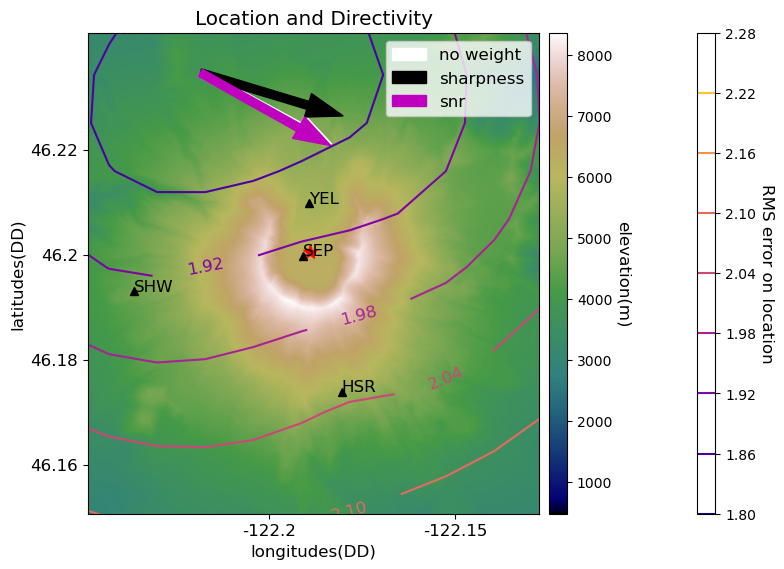 Location and Directivity
no weight
sharpness
snr
46.22
46.2
46.18
46.16
latitudes(DD)
YEL
SEP
SHW
HSR
1.92
1.98
2.04
2.10
-122.2
-122.15
longitudes(DD)
8000
7000
6000
5000
4000
3000
2000
1000
elevation(m)
2.28
2.22
2.16
2.10
2.04
1.98
1.92
1.86
1.80
RMS error on location